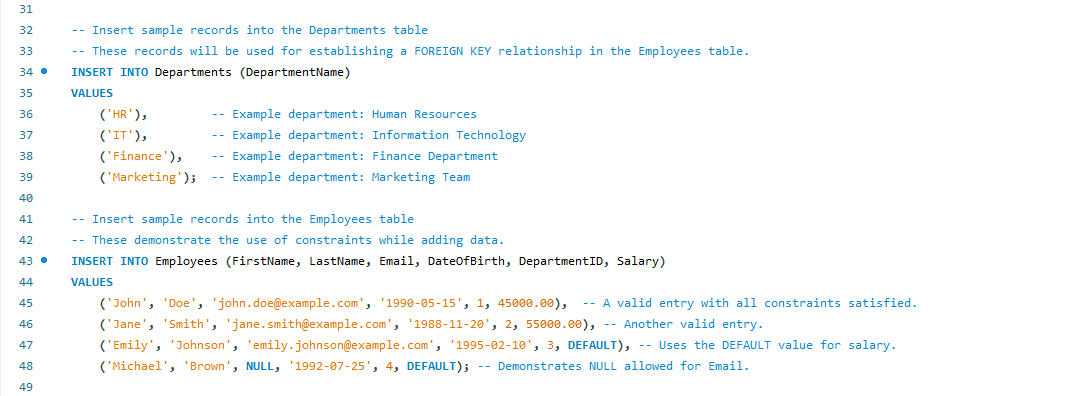 31
32 -- Insert sample records into the Departments table
33 -- These records will be used for establishing a FOREIGN KEY relationship in the Employees table.
34 INSERT INTO Departments (DepartmentName)
35 VALUES
36 ('HR'), -- Example department: Human Resources
37 ('IT'), -- Example department: Information Technology
38 ('Finance'), -- Example department: Finance Department
39 ('Marketing'); -- Example department: Marketing Team
40
41 -- Insert sample records into the Employees table
42 -- These demonstrate the use of constraints while adding data.
43 INSERT INTO Employees (FirstName, LastName, Email, DateOfBirth, DepartmentID, Salary)
44 VALUES
45 ('John', 'Doe', 'john.doe@example.com', '1990-05-15', 1, 45000.00), -- A valid entry with all constraints satisfied.
46 ('Jane', 'Smith', 'jane.smith@example.com', '1988-11-20', 2, 55000.00), -- Another valid entry.
47 ('Emily', 'Johnson', 'emily.johnson@example.com', '1995-02-10', 3, DEFAULT), -- Uses the DEFAULT value for salary.
48 ('Michael', 'Brown', NULL, '1992-07-25', 4, DEFAULT); -- Demonstrates NULL allowed for Email.
49